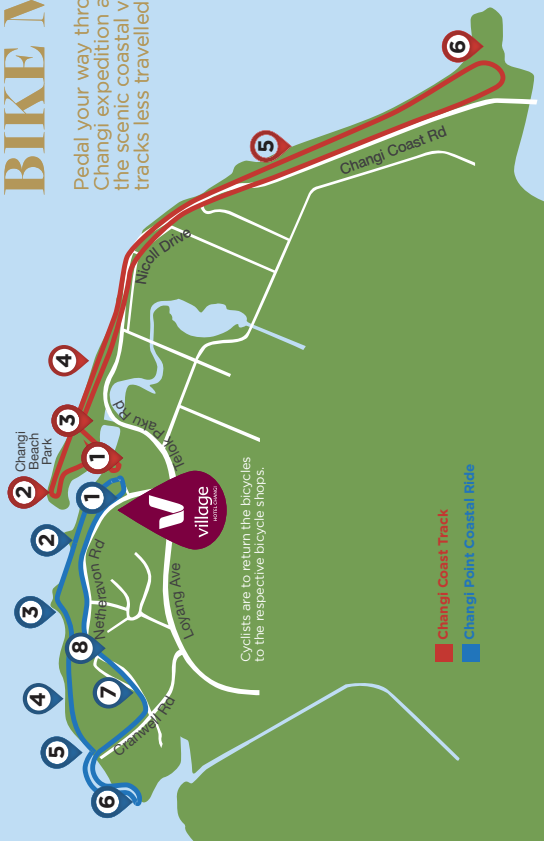 BIKE M
Pedal your way thro
Changi expedition a
the scenic coastal v
tracks less travelled
6
5
Changi Coast Rd
Nicoll Drive
4
3
Changi
Beach
Park
2
1
Telok Paku Rd
1
2
3
4
5
6
7
8
Netheravon Rd
Loyang Ave
Cranwell Rd
village
HOTEL CHANGI
Cyclists are to return the bicycles
to the respective bicycle shops.
Changi Coast Track
Changi Point Coastal Ride